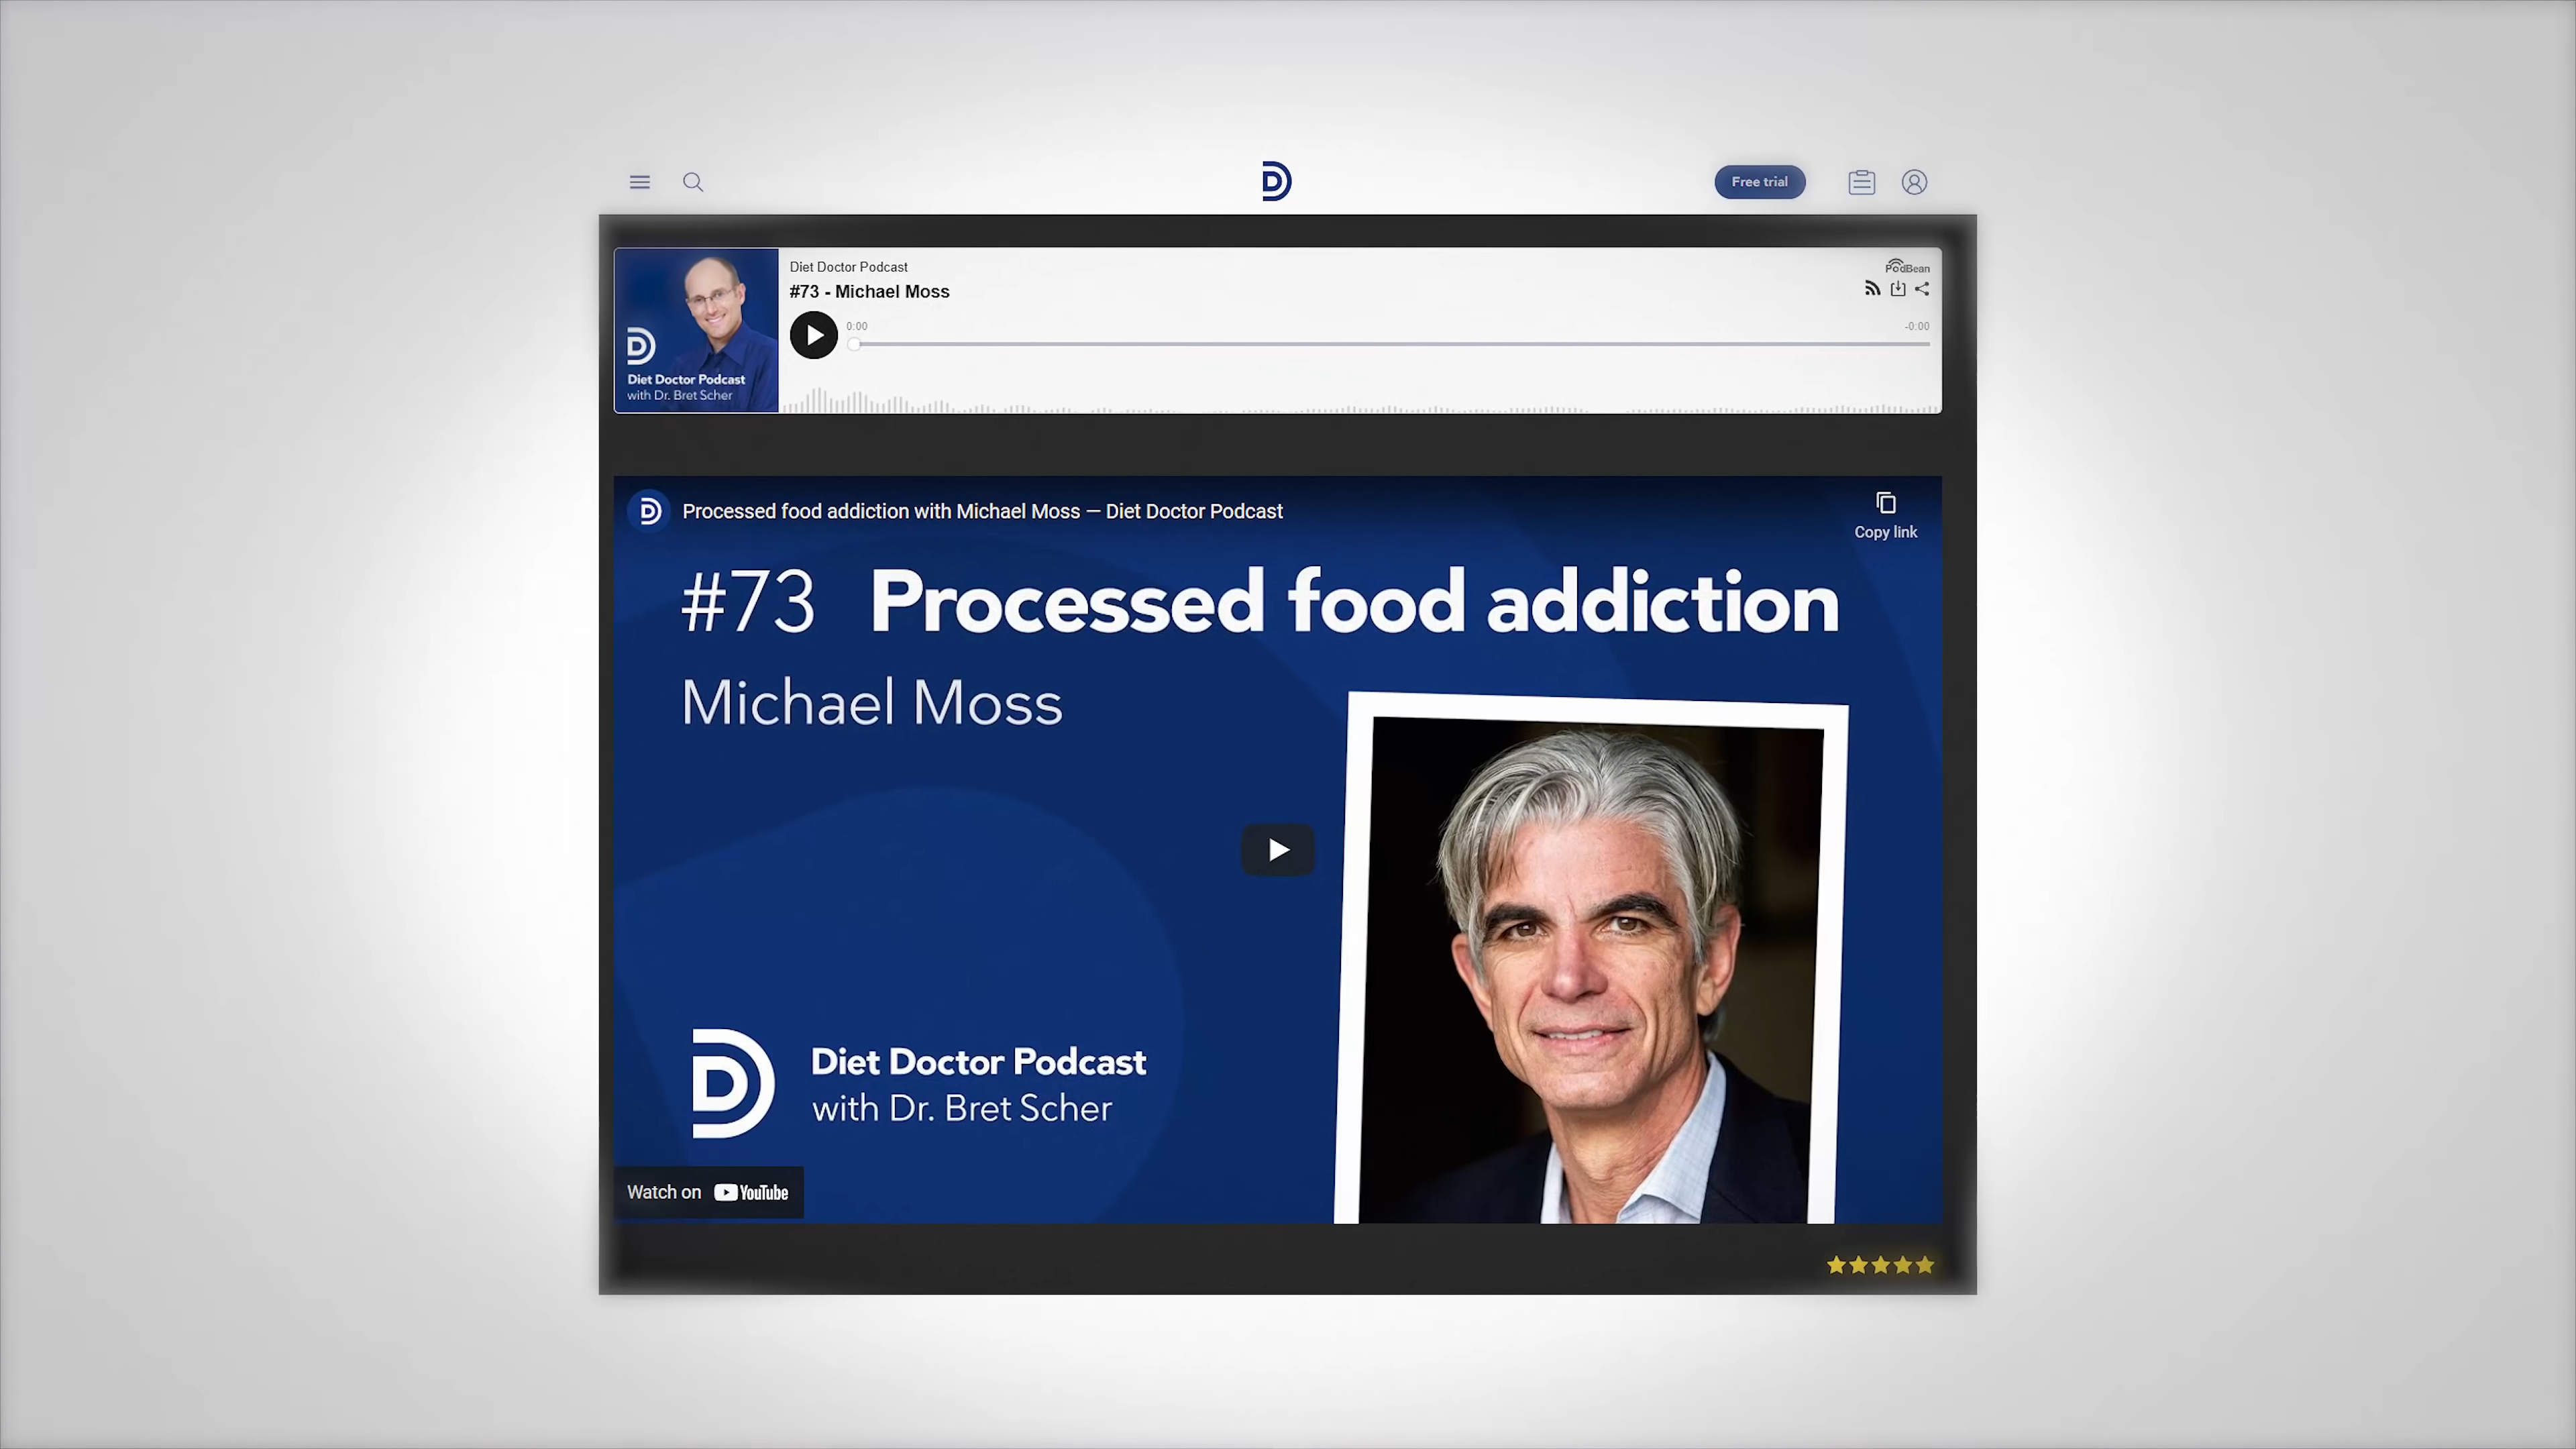 Free trial
Diet Doctor Podcast
PodBean
#73 - Michael Moss
0:00
-0:00
Diet Doctor Podcast
with Dr. Bret Scher
Processed food addiction with Michael Moss — Diet Doctor Podcast
Copy link
#73 Processed food addiction
Michael Moss
Diet Doctor Podcast
with Dr. Bret Scher
Watch on YouTube